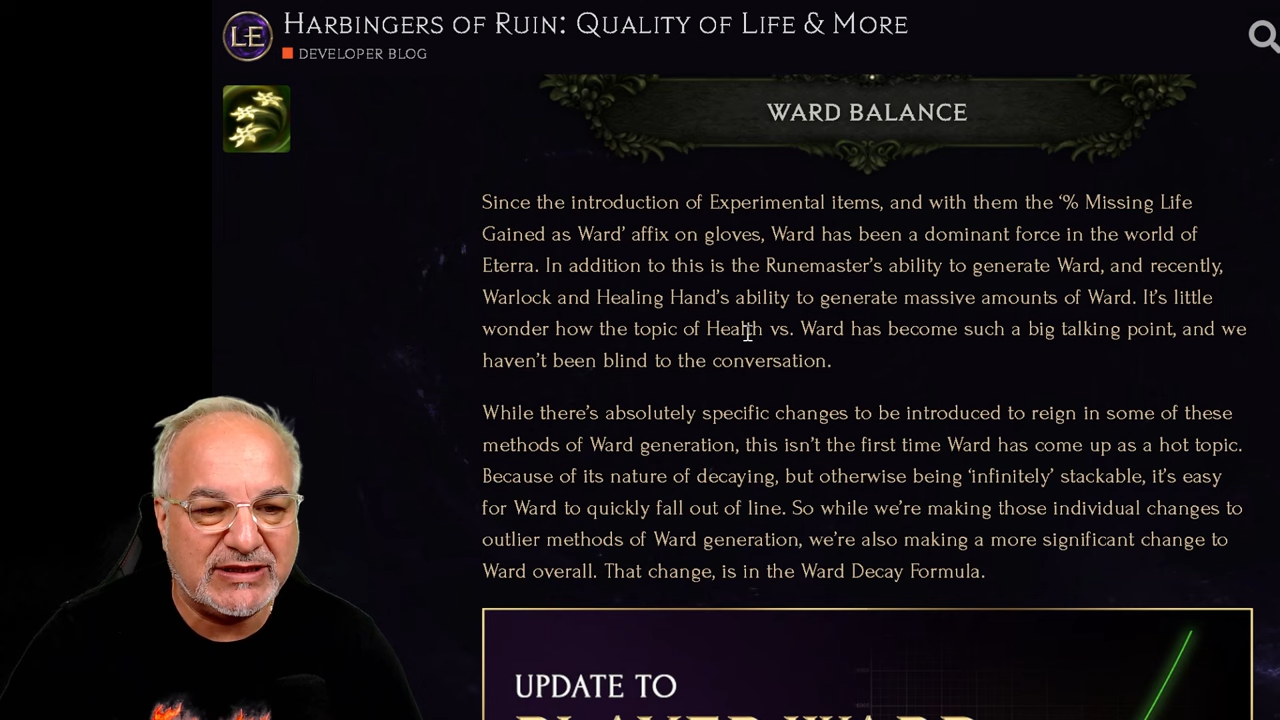 LE
HARBINGERS OF RUIN: QUALITY OF LIFE & MORE
DEVELOPER BLOG
WARD BALANCE
Since the introduction of Experimental items, and with them the ‘% Missing Life
Gained as Ward’ affix on gloves, Ward has been a dominant force in the world of
Eterra. In addition to this is the Runemaster’s ability to generate Ward, and recently,
Warlock and Healing Hand’s ability to generate massive amounts of Ward. It’s little
wonder how the topic of Health vs. Ward has become such a big talking point, and we
haven’t been blind to the conversation.
While there’s absolutely specific changes to be introduced to reign in some of these
methods of Ward generation, this isn’t the first time Ward has come up as a hot topic.
Because of its nature of decaying, but otherwise being ‘infinitely’ stackable, it’s easy
for Ward to quickly fall out of line. So while we’re making those individual changes to
outlier methods of Ward generation, we’re also making a more significant change to
Ward overall. That change, is in the Ward Decay Formula.
UPDATE TO